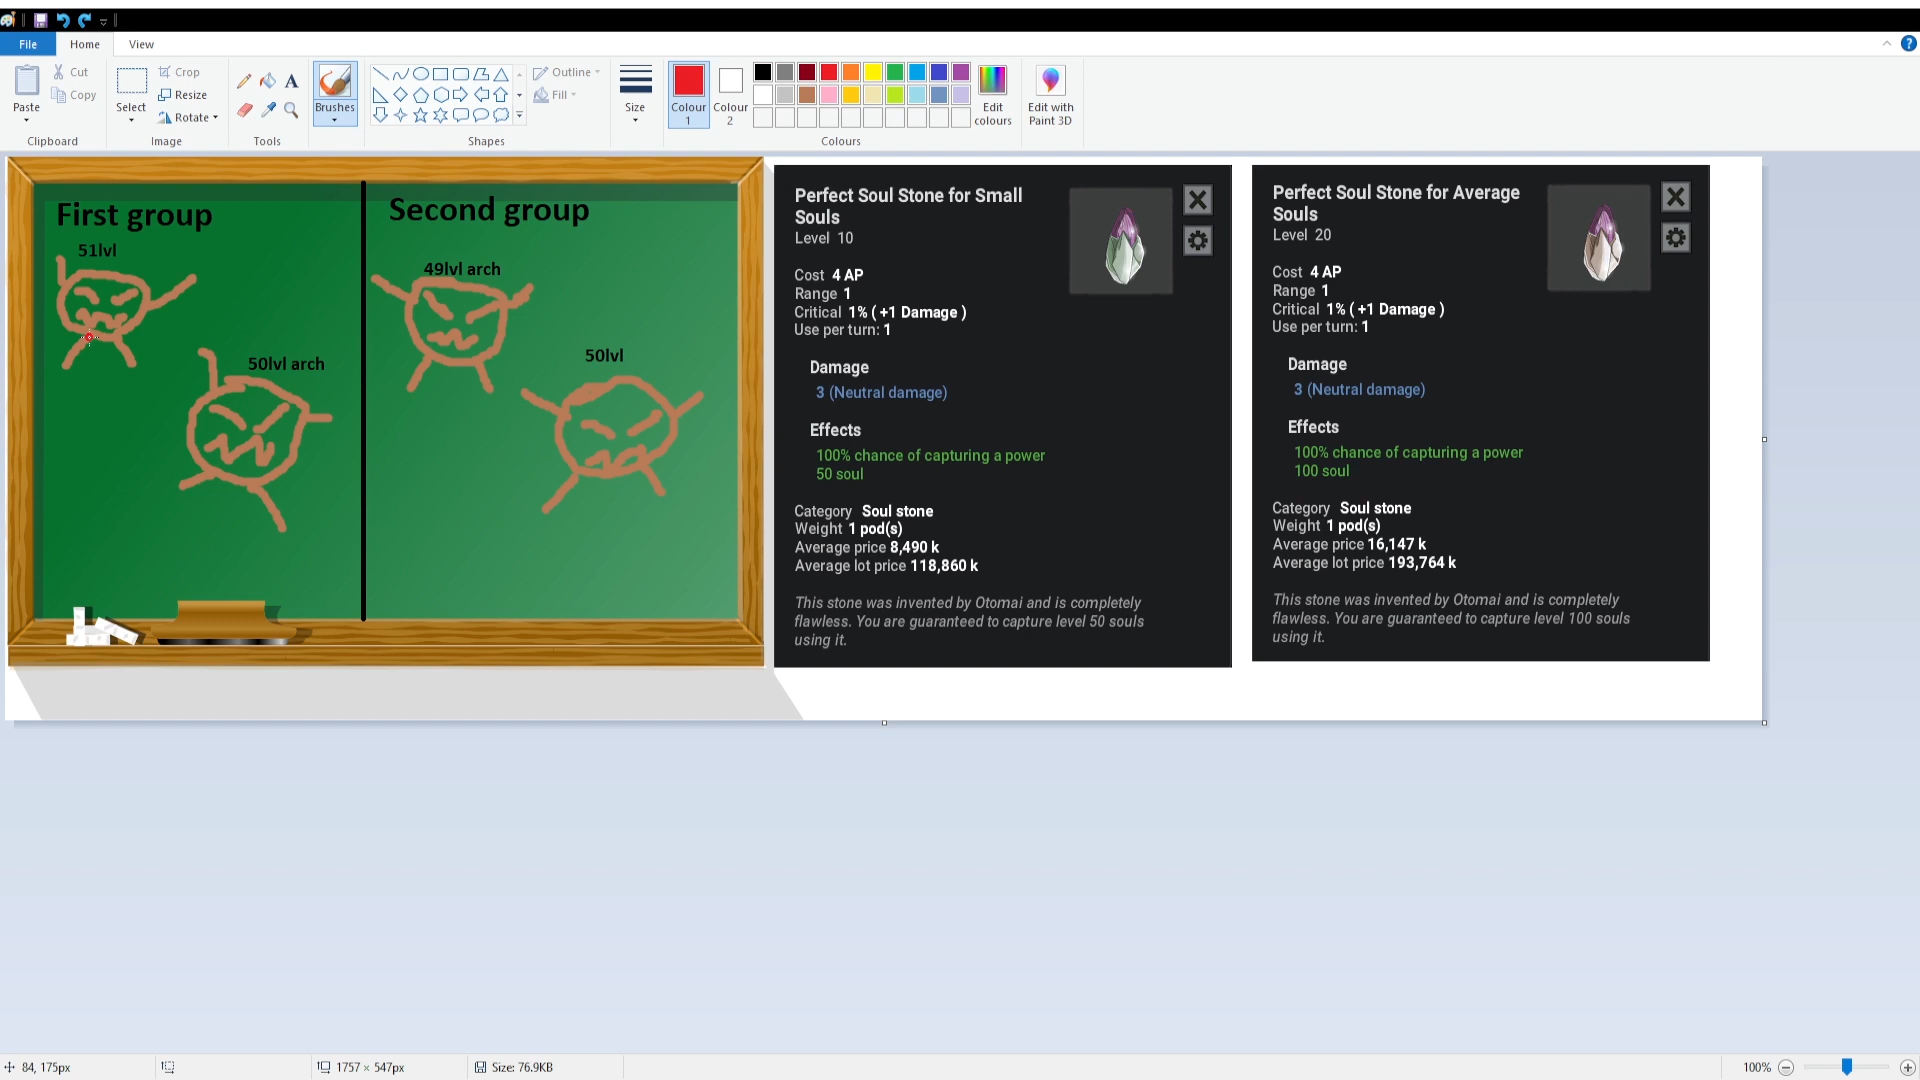 File Home View
Cut
Copy
Paste
Select
Crop
Resize
Rotate
Brushes
Outline
Fill
Size
Colour 1
Colour 2
Edit colours
Edit with Paint 3D
Clipboard
Image
Tools
Shapes
Colours
First group
51lvl
50lvl arch
Second group
49lvl arch
50lvl
Perfect Soul Stone for Small
Souls
Level 10
Cost 4 AP
Range 1
Critical 1% ( +1 Damage )
Use per turn: 1
Damage
3 (Neutral damage)
Effects
100% chance of capturing a power
50 soul
Category Soul stone
Weight 1 pod(s)
Average price 8,490 k
Average lot price 118,860 k
This stone was invented by Otomai and is completely
flawless. You are guaranteed to capture level 50 souls
using it.
Perfect Soul Stone for Average
Souls
Level 20
Cost 4 AP
Range 1
Critical 1% ( +1 Damage )
Use per turn: 1
Damage
3 (Neutral damage)
Effects
100% chance of capturing a power
100 soul
Category Soul stone
Weight 1 pod(s)
Average price 16,147 k
Average lot price 193,764 k
This stone was invented by Otomai and is completely
flawless. You are guaranteed to capture level 100 souls
using it.
84, 175px
1757 × 547px
Size: 76.9KB
100%